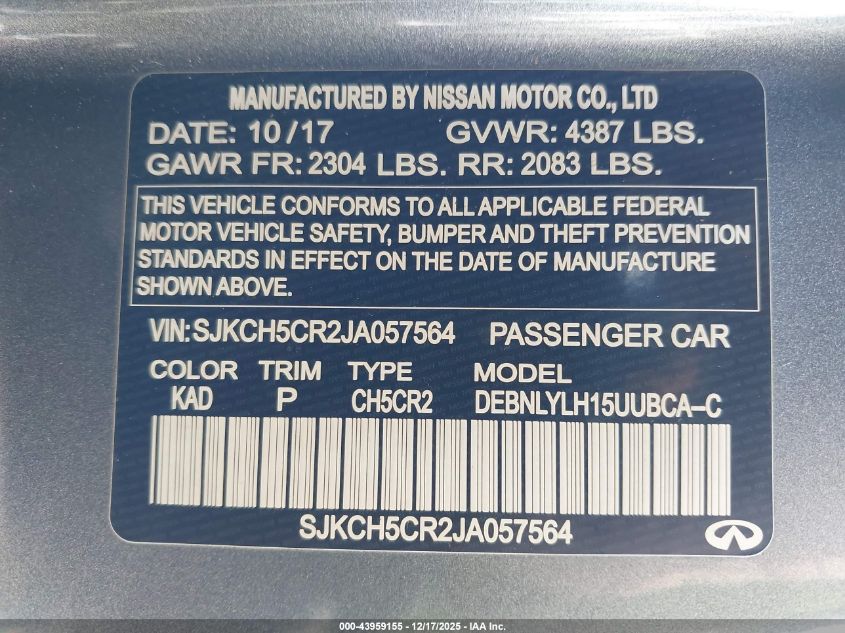 MANUFACTURED BY NISSAN MOTOR CO., LTD
DATE: 10/17 GVWR: 4387 LBS.
GAWR FR: 2304 LBS. RR: 2083 LBS.
THIS VEHICLE CONFORMS TO ALL APPLICABLE FEDERAL
MOTOR VEHICLE SAFETY, BUMPER AND THEFT PREVENTION
STANDARDS IN EFFECT ON THE DATE OF MANUFACTURE
SHOWN ABOVE.
VIN: SJKCH5CR2JA057564 PASSENGER CAR
COLOR TRIM TYPE MODEL
KAD P CH5CR2 DEBNLYLH15UUBCA-C
SJKCH5CR2JA057564
000-43959155 - 12/17/2025 - IAA Inc.